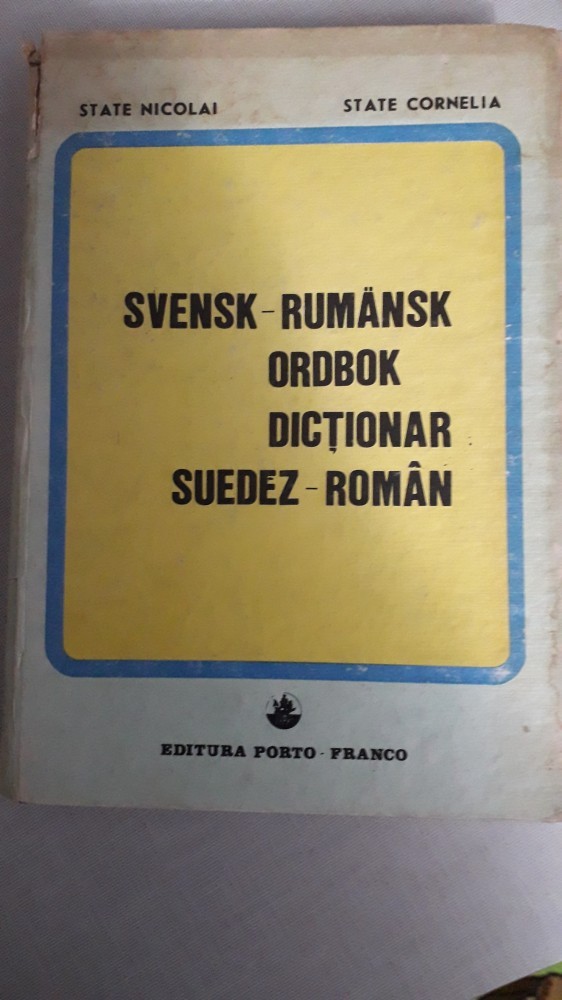 STATE NICOLAI STATE CORNELIA
SVENSK-RUMÄNSK
ORDBOK
DICȚIONAR
SUEDEZ-ROMÂN
EDITURA PORTO-FRANCO